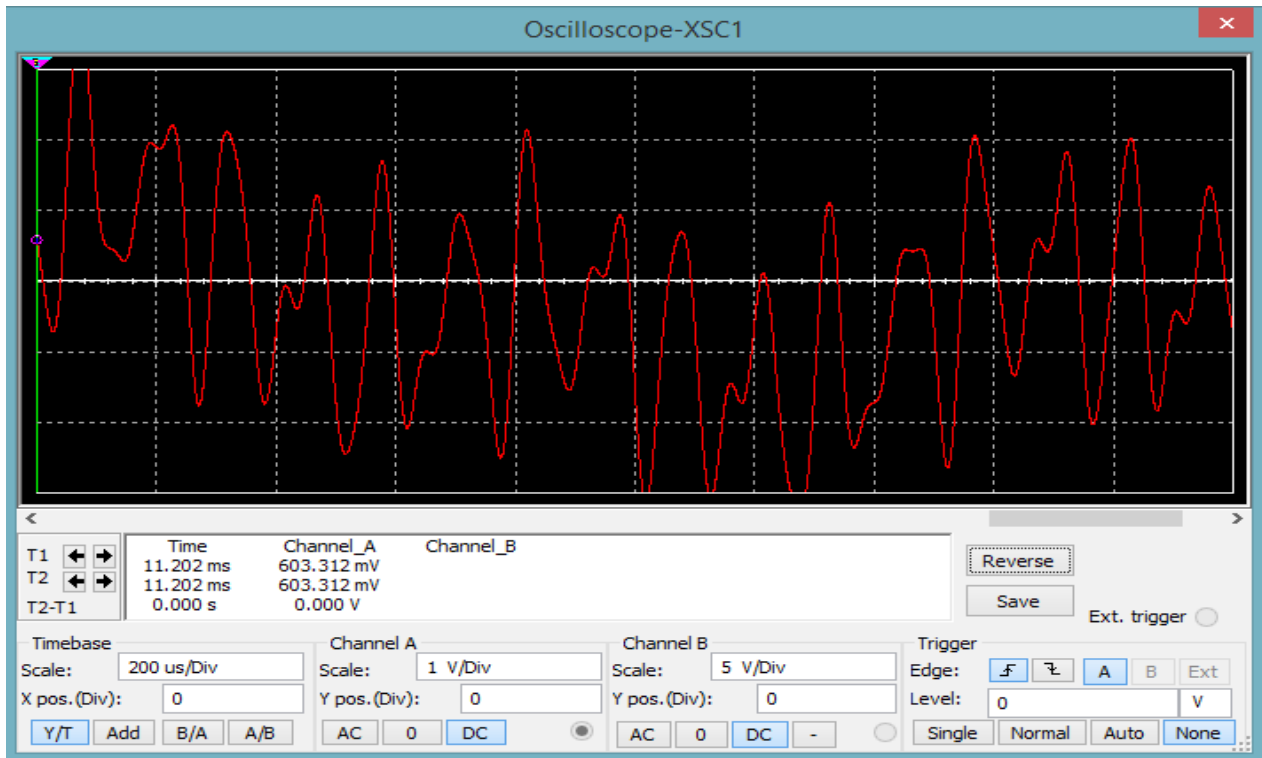 Oscilloscope-XSC1
Time Channel_A Channel_B
T1 11.202 ms 603.312 mV
T2 11.202 ms 603.312 mV
T2-T1 0.000 s 0.000 V
Reverse
Save
Ext. trigger
Timebase
Scale: 200 us/Div
X pos.(Div): 0
Y/T Add B/A A/B
Channel A
Scale: 1 V/Div
Y pos.(Div): 0
AC 0 DC
Channel B
Scale: 5 V/Div
Y pos.(Div): 0
AC 0 DC -
Trigger
Edge: A B Ext
Level: 0 V
Single Normal Auto None